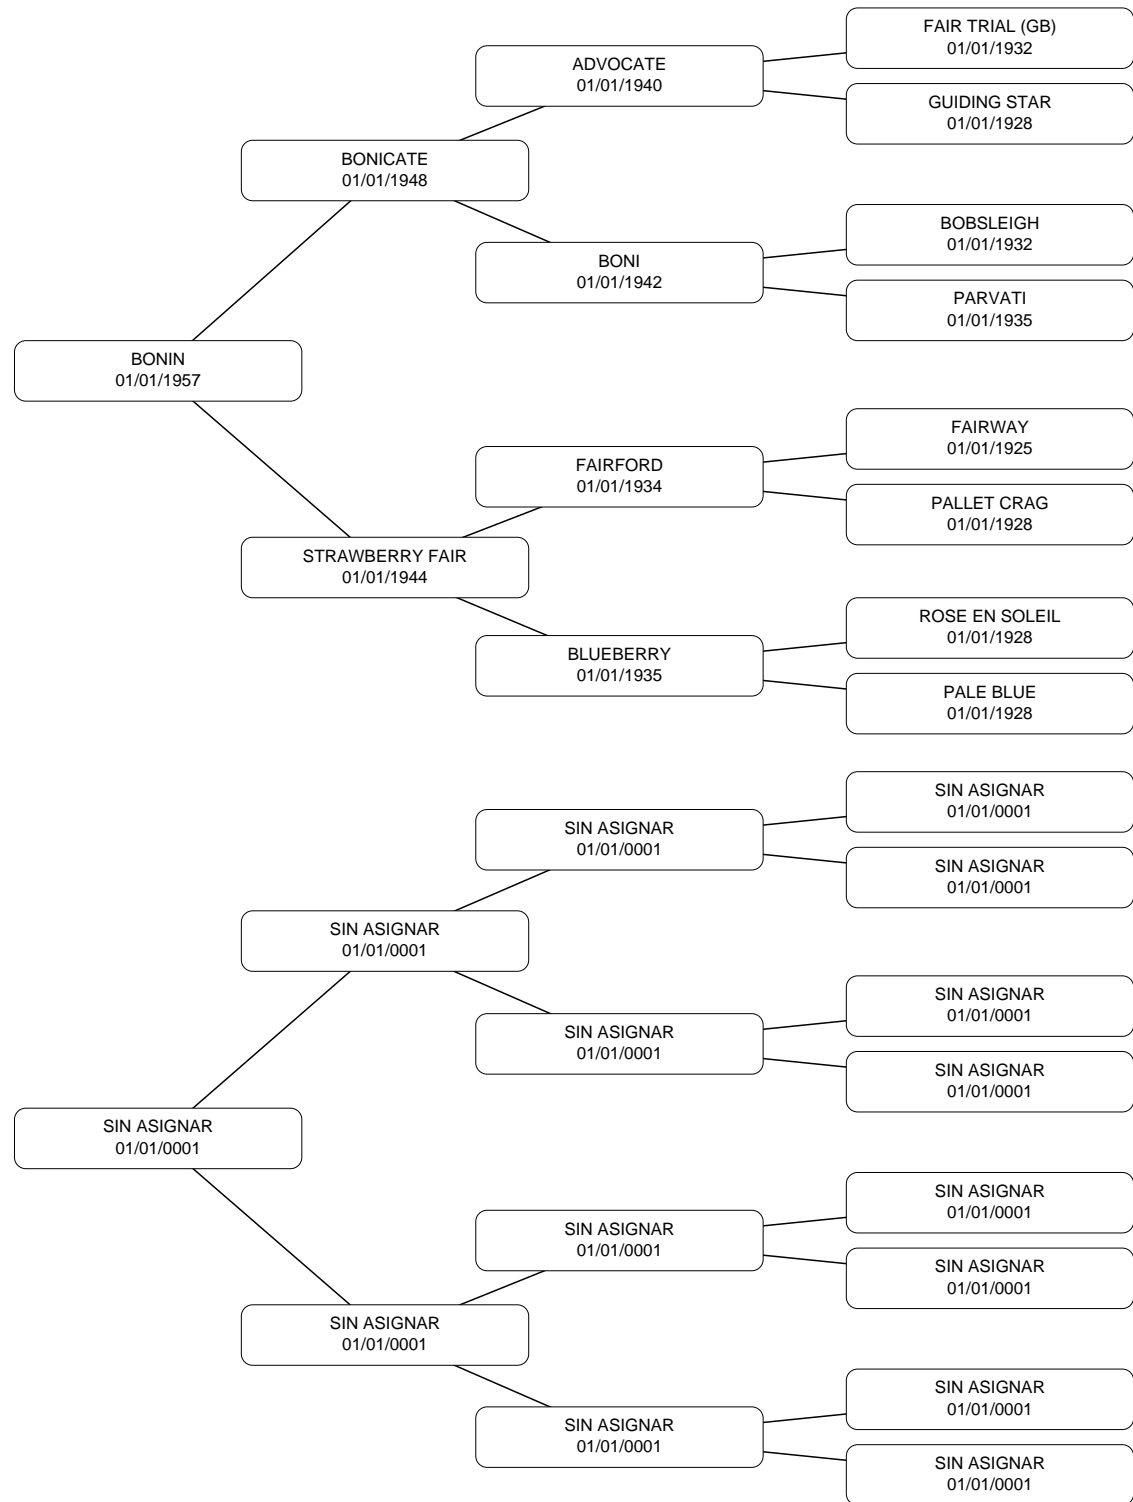 FAIR TRIAL (GB)
01/01/1932
ADVOCATE
01/01/1940
GUIDING STAR
01/01/1928
BONICATE
01/01/1948
BOBSLEIGH
01/01/1932
BONI
01/01/1942
PARVATI
01/01/1935
BONIN
01/01/1957
FAIRWAY
01/01/1925
FAIRFORD
01/01/1934
PALLET CRAG
01/01/1928
STRAWBERRY FAIR
01/01/1944
ROSE EN SOLEIL
01/01/1928
BLUEBERRY
01/01/1935
PALE BLUE
01/01/1928
SIN ASIGNAR
01/01/0001
SIN ASIGNAR
01/01/0001
SIN ASIGNAR
01/01/0001
SIN ASIGNAR
01/01/0001
SIN ASIGNAR
01/01/0001
SIN ASIGNAR
01/01/0001
SIN ASIGNAR
01/01/0001
SIN ASIGNAR
01/01/0001
SIN ASIGNAR
01/01/0001
SIN ASIGNAR
01/01/0001
SIN ASIGNAR
01/01/0001
SIN ASIGNAR
01/01/0001
SIN ASIGNAR
01/01/0001
SIN ASIGNAR
01/01/0001
SIN ASIGNAR
01/01/0001